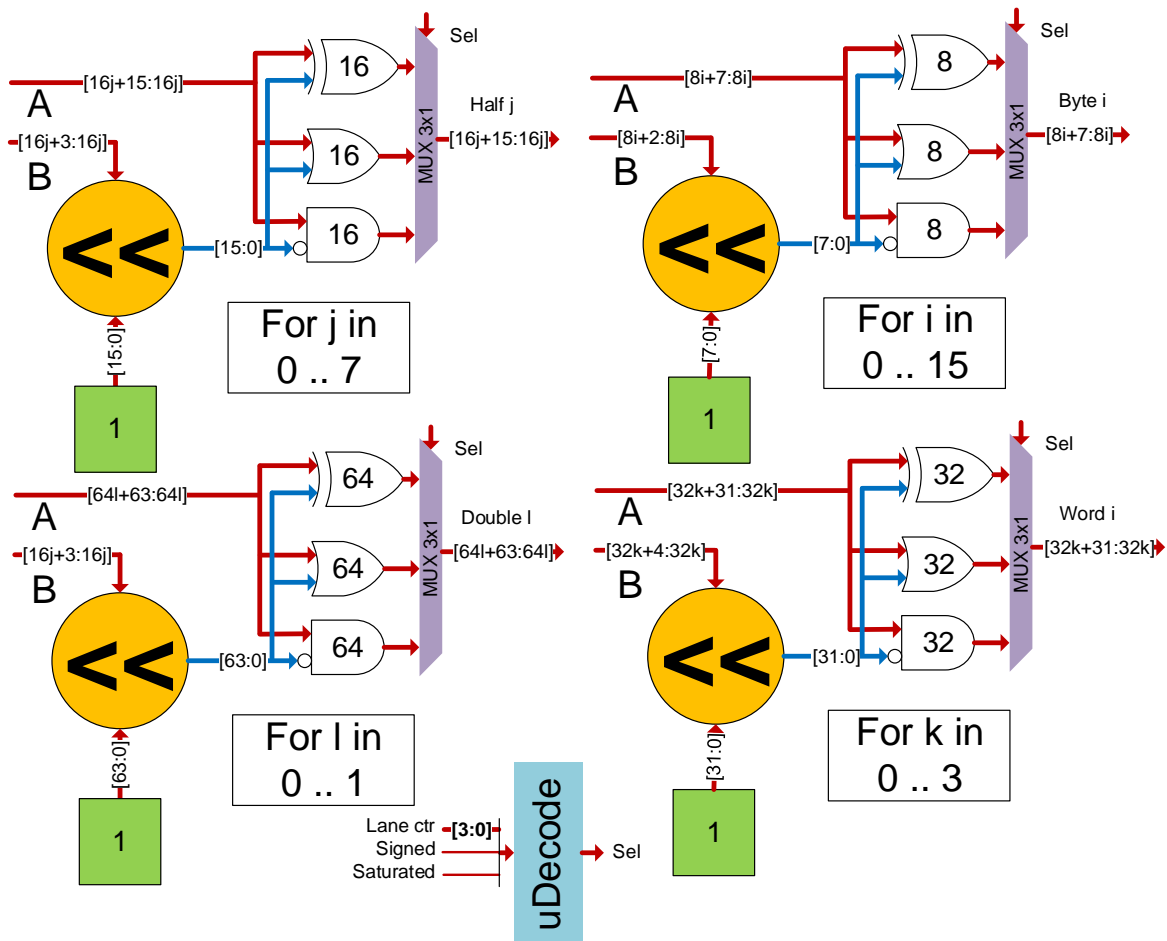 Sel
16
[16j+15:16j]
A
Half j
[16j+3:16j]
16
MUX 3x1
[16j+15:16j]
B
<<
[15:0]
16
[15:0]
For j in
0 .. 7
1
Sel
8
[8i+7:8i]
A
Byte i
[8i+2:8i]
8
MUX 3x1
[8i+7:8i]
B
<<
[7:0]
8
[7:0]
For i in
0 .. 15
1
Sel
64
[64l+63:64l]
A
Double l
[16j+3:16j]
64
MUX 3x1
[64l+63:64l]
B
<<
[63:0]
64
[63:0]
For l in
0 .. 1
1
Sel
32
[32k+31:32k]
A
Word i
[32k+4:32k]
32
MUX 3x1
[32k+31:32k]
B
<<
[31:0]
32
[31:0]
For k in
0 .. 3
1
Lane ctr [3:0]
Signed
Saturated
uDecode
Sel